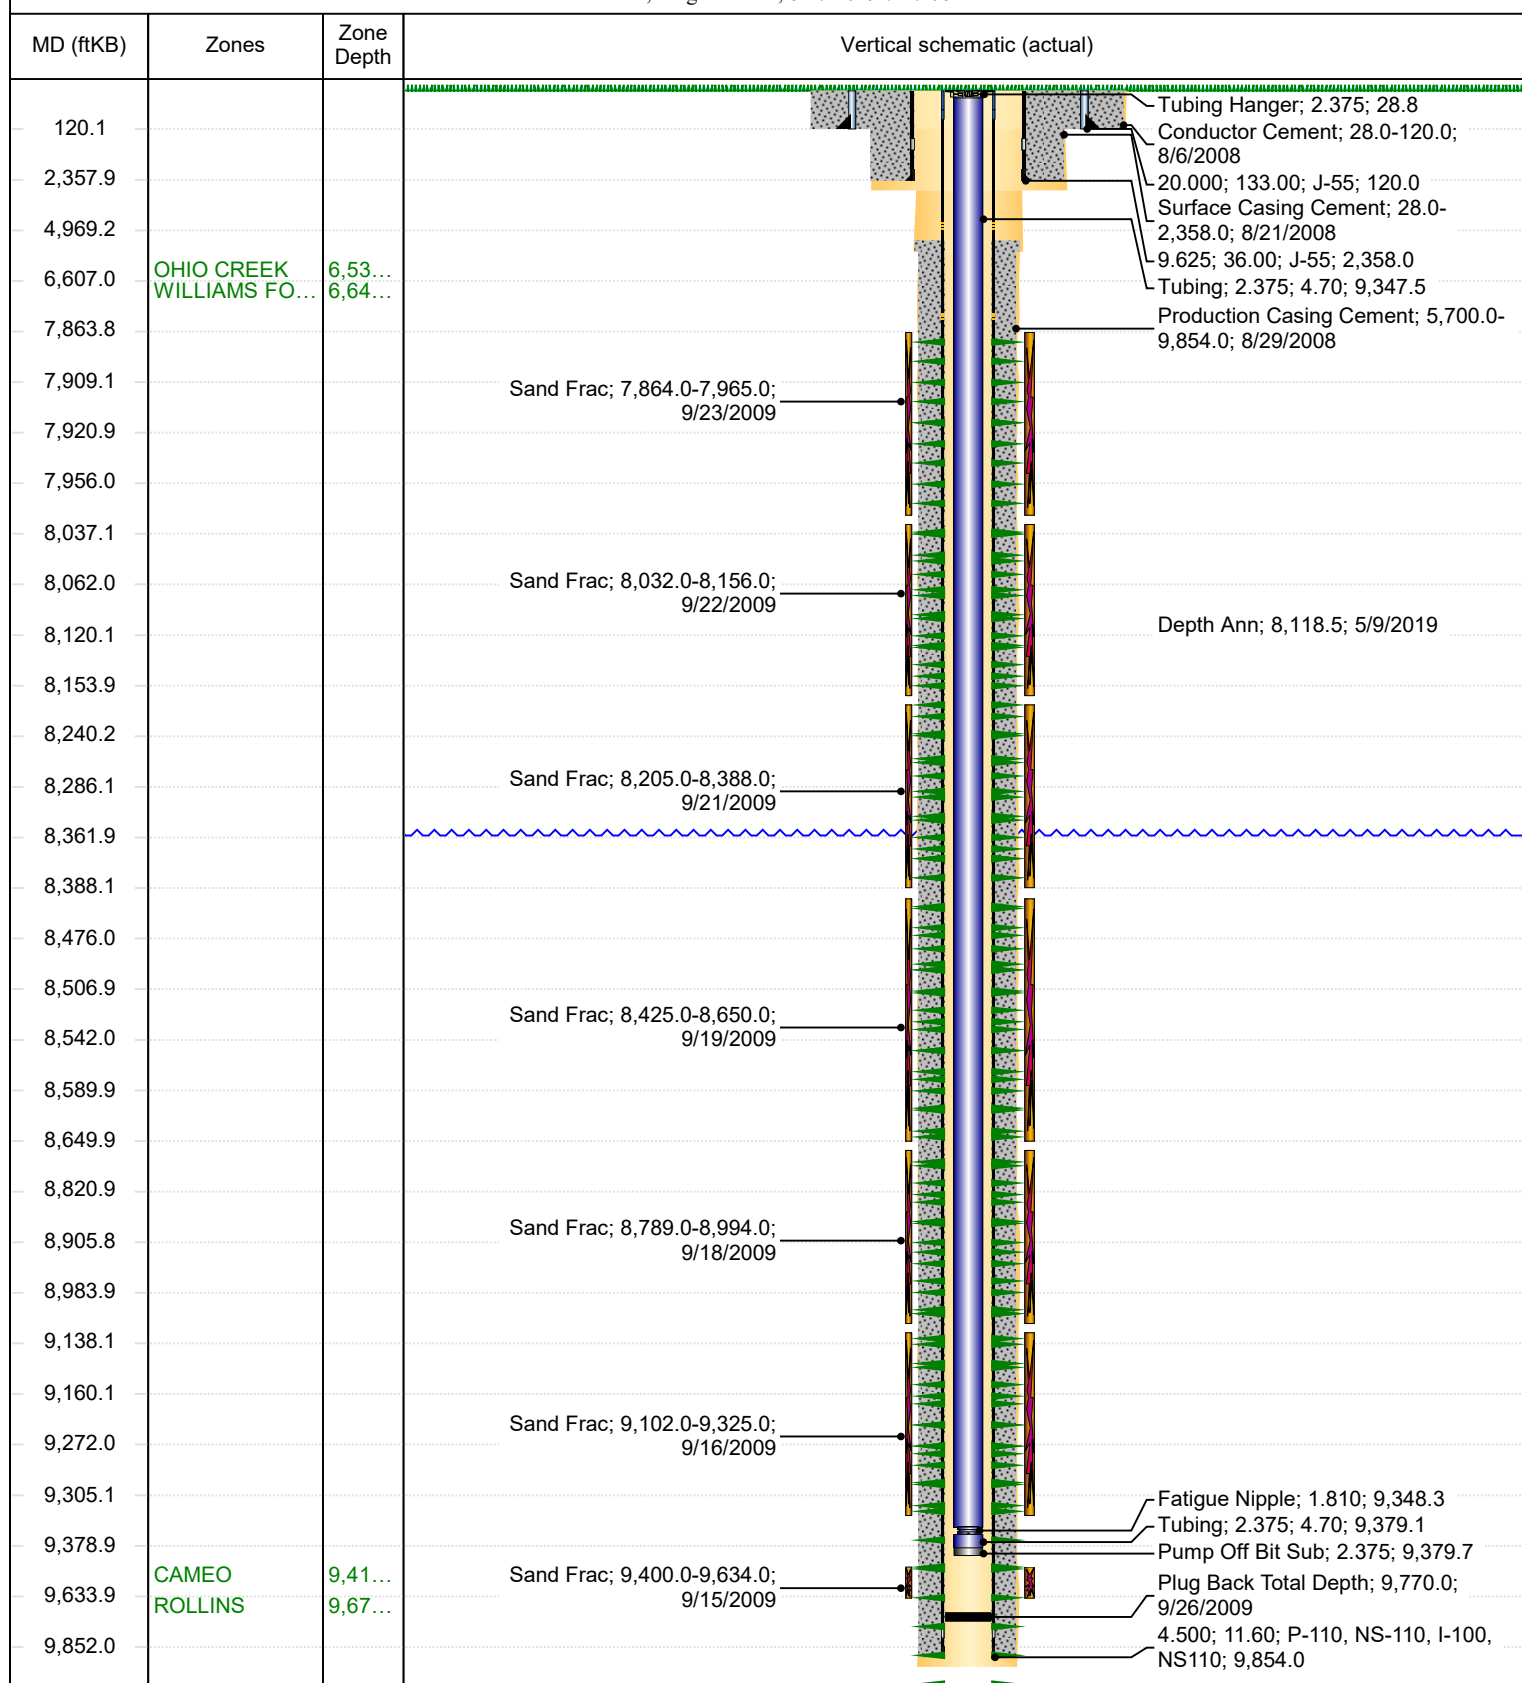 MD (ftKB)
Zones
Zone
Depth
Vertical schematic (actual)
120.1
2,357.9
4,969.2
6,607.0
7,863.8
7,909.1
7,920.9
7,956.0
8,037.1
8,062.0
8,120.1
8,153.9
8,240.2
8,286.1
8,361.9
8,388.1
8,476.0
8,506.9
8,542.0
8,589.9
8,649.9
8,820.9
8,905.8
8,983.9
9,138.1
9,160.1
9,272.0
9,305.1
9,378.9
9,633.9
9,852.0
OHIO CREEK 6,53...
WILLIAMS FO... 6,64...
CAMEO 9,41...
ROLLINS 9,67...
Sand Frac; 7,864.0-7,965.0;
9/23/2009
Sand Frac; 8,032.0-8,156.0;
9/22/2009
Sand Frac; 8,205.0-8,388.0;
9/21/2009
Sand Frac; 8,425.0-8,650.0;
9/19/2009
Sand Frac; 8,789.0-8,994.0;
9/18/2009
Sand Frac; 9,102.0-9,325.0;
9/16/2009
Sand Frac; 9,400.0-9,634.0;
9/15/2009
Tubing Hanger; 2.375; 28.8
Conductor Cement; 28.0-120.0;
8/6/2008
20.000; 133.00; J-55; 120.0
Surface Casing Cement; 28.0-
2,358.0; 8/21/2008
9.625; 36.00; J-55; 2,358.0
Tubing; 2.375; 4.70; 9,347.5
Production Casing Cement; 5,700.0-
9,854.0; 8/29/2008
Depth Ann; 8,118.5; 5/9/2019
Fatigue Nipple; 1.810; 9,348.3
Tubing; 2.375; 4.70; 9,379.1
Pump Off Bit Sub; 2.375; 9,379.7
Plug Back Total Depth; 9,770.0;
9/26/2009
4.500; 11.60; P-110, NS-110, I-100,
NS110; 9,854.0